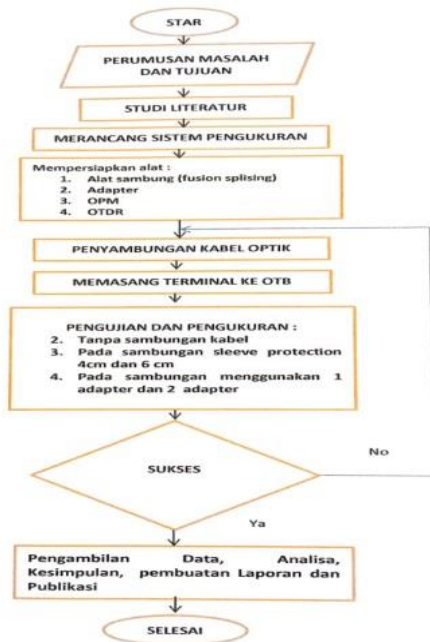 STAR
PERUMUSAN MASALAH
DAN TUJUAN
STUDI LITERATUR
MERANCANG SISTEM PENGUKURAN
Mempersiapkan alat :
1. Alat sambung (fusion splising)
2. Adapter
3. OPM
4. OTDR
PENYAMBUNGAN KABEL OPTIK
MEMASANG TERMINAL KE OTB
PENGUJIAN DAN PENGUKURAN :
2. Tanpa sambungan kabel
3. Pada sambungan sleeve protection
4cm dan 6 cm
4. Pada sambungan menggunakan 1
adapter dan 2 adapter
SUKSES
No
Ya
Pengambilan Data, Analisa,
Kesimpulan, pembuatan Laporan dan
Publikasi
SELESAI